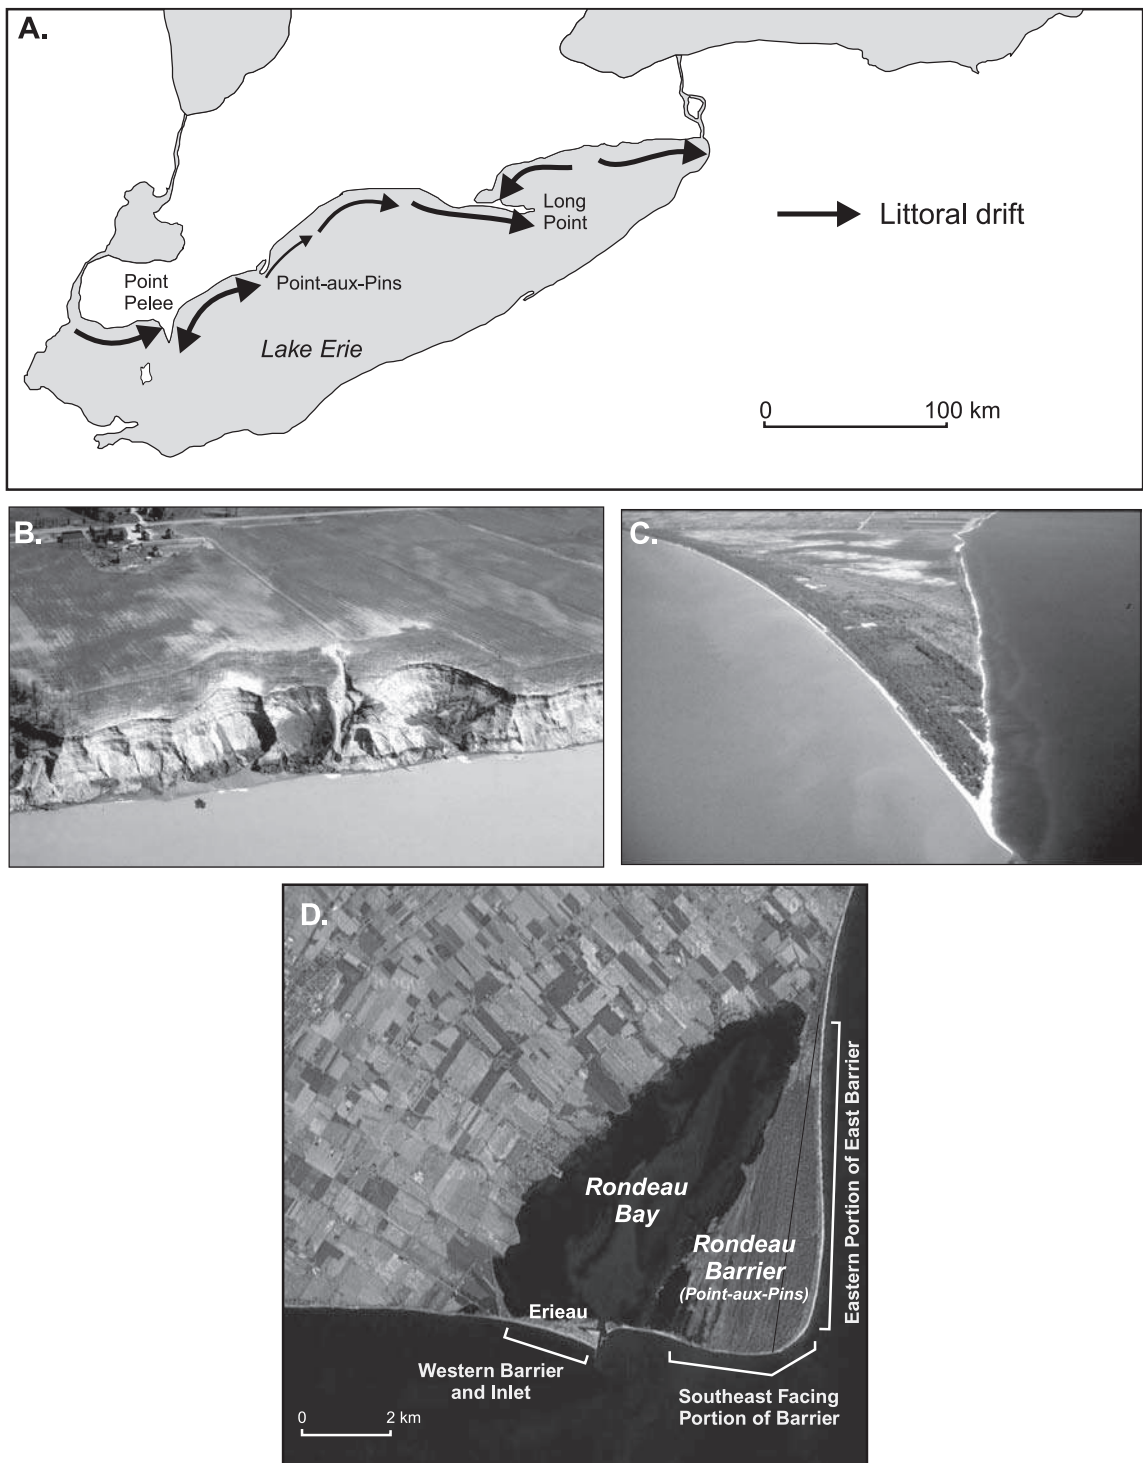 A.
Point
Pelee
Point-aux-Pins
Long
Point
Littoral drift
Lake Erie
0 100 km
B.
C.
D.
Rondeau
Bay
Rondeau
Barrier
(Point-aux-Pins)
Eastern Portion of East Barrier
Erieau
Western Barrier
and Inlet
Southeast Facing
Portion of Barrier
0 2 km